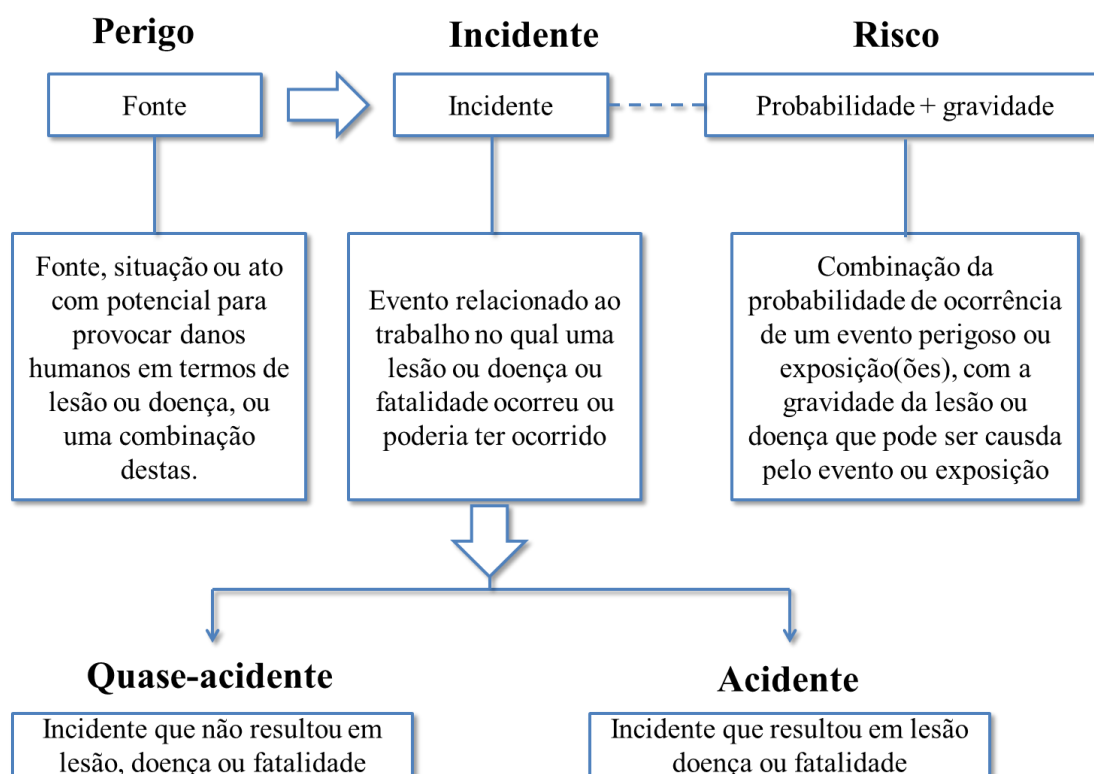 Perigo
Incidente
Risco
Fonte
Incidente
Probabilidade + gravidade
Fonte, situação ou ato
com potencial para
provocar danos
humanos em termos de
lesão ou doença, ou
uma combinação
destas.
Evento relacionado ao
trabalho no qual uma
lesão ou doença ou
fatalidade ocorreu ou
poderia ter ocorrido
Combinação da
probabilidade de ocorrência
de um evento perigoso ou
exposição(ões), com a
gravidade da lesão ou
doença que pode ser causda
pelo evento ou exposição
Quase-acidente
Incidente que não resultou em
lesão, doença ou fatalidade
Acidente
Incidente que resultou em lesão
doença ou fatalidade